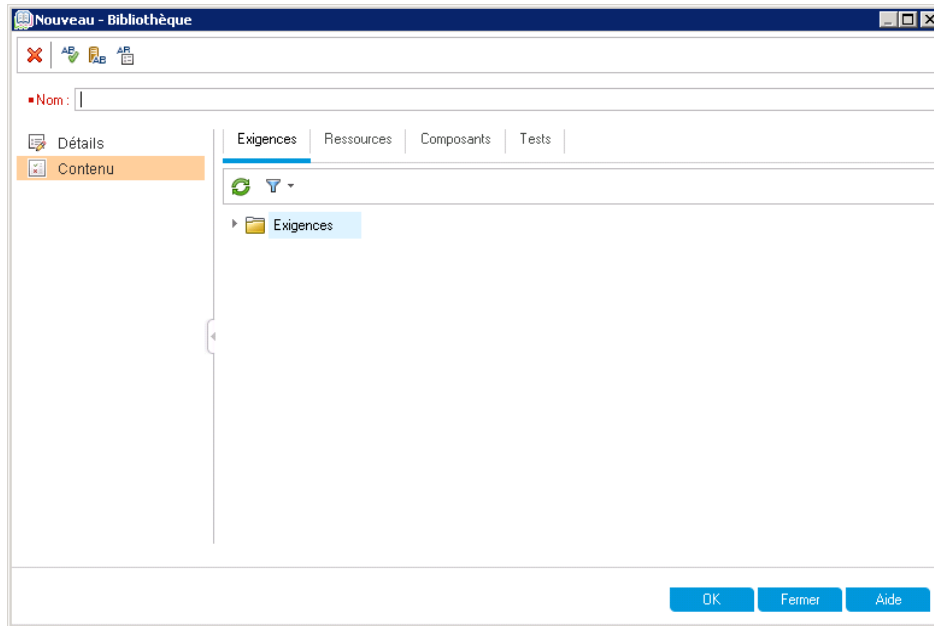 Nouveau - Bibliothèque
Nom :
Détails
Contenu
Exigences Ressources Composants Tests
Exigences
OK Fermer Aide